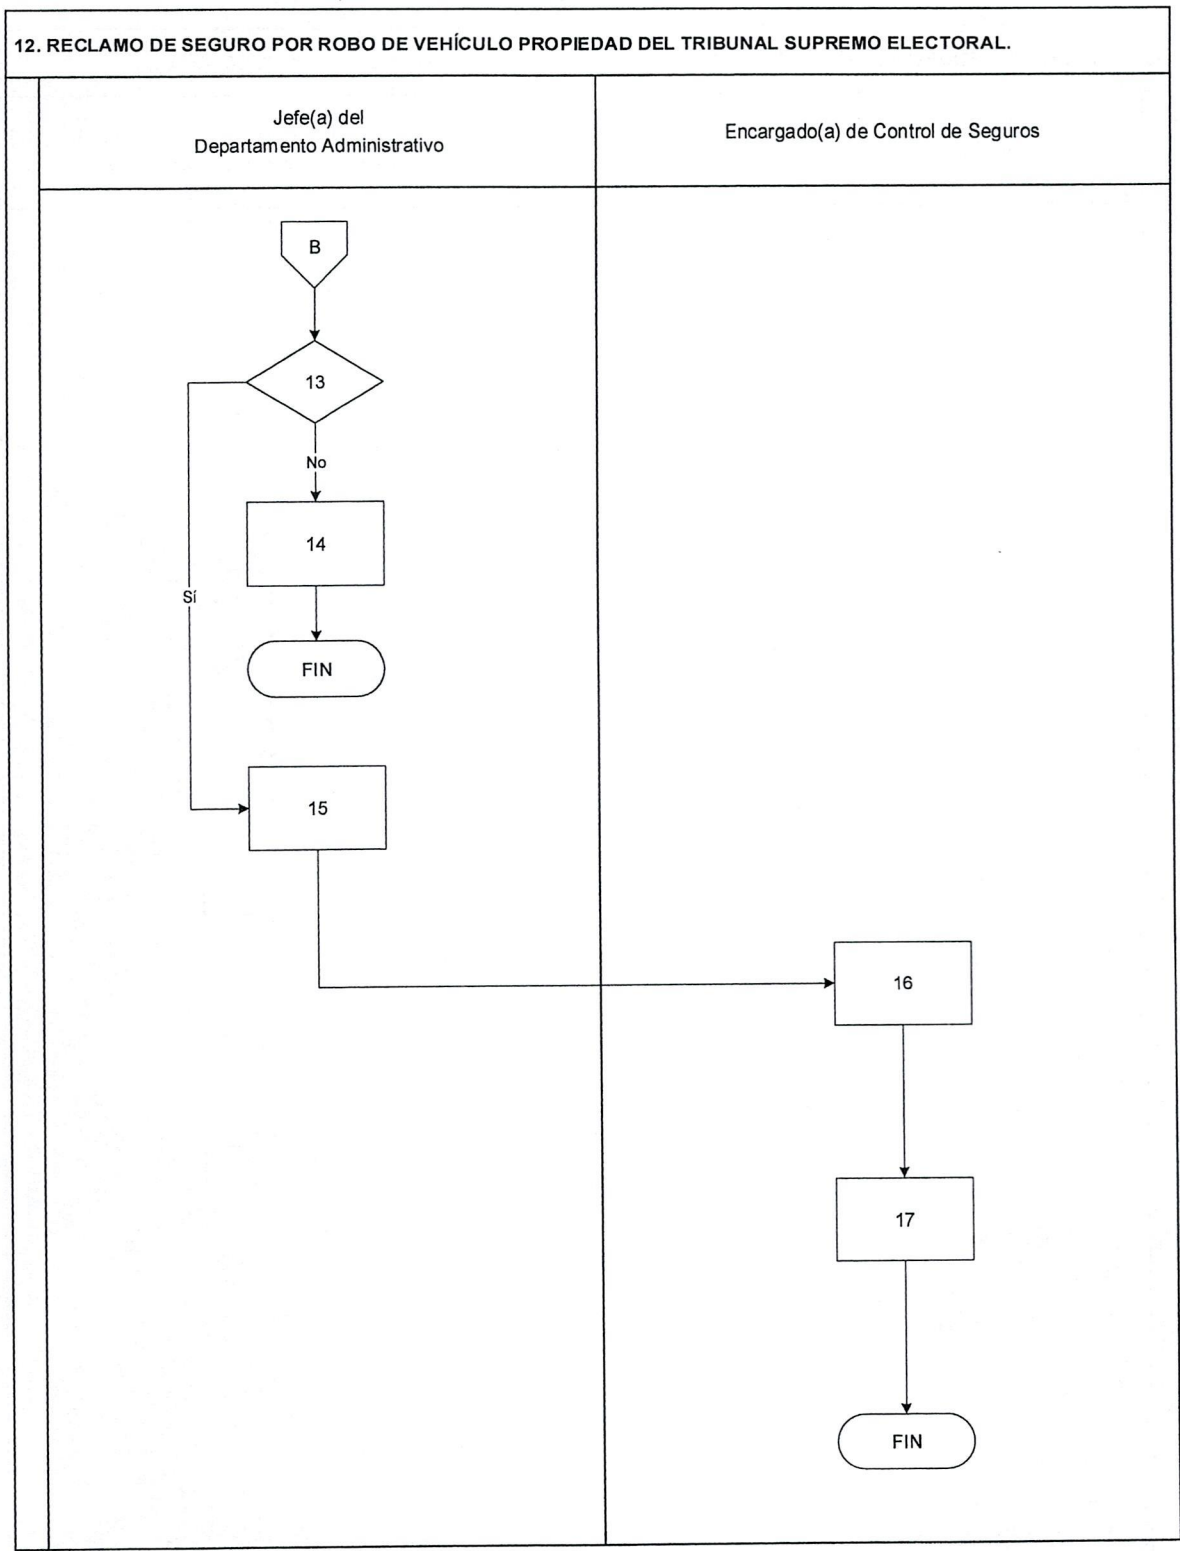 12. RECLAMO DE SEGURO POR ROBO DE VEHÍCULO PROPIEDAD DEL TRIBUNAL SUPREMO ELECTORAL.
Jefe(a) del
Departamento Administrativo
Encargado(a) de Control de Seguros
B
13
No
14
Sí
FIN
15
16
17
FIN